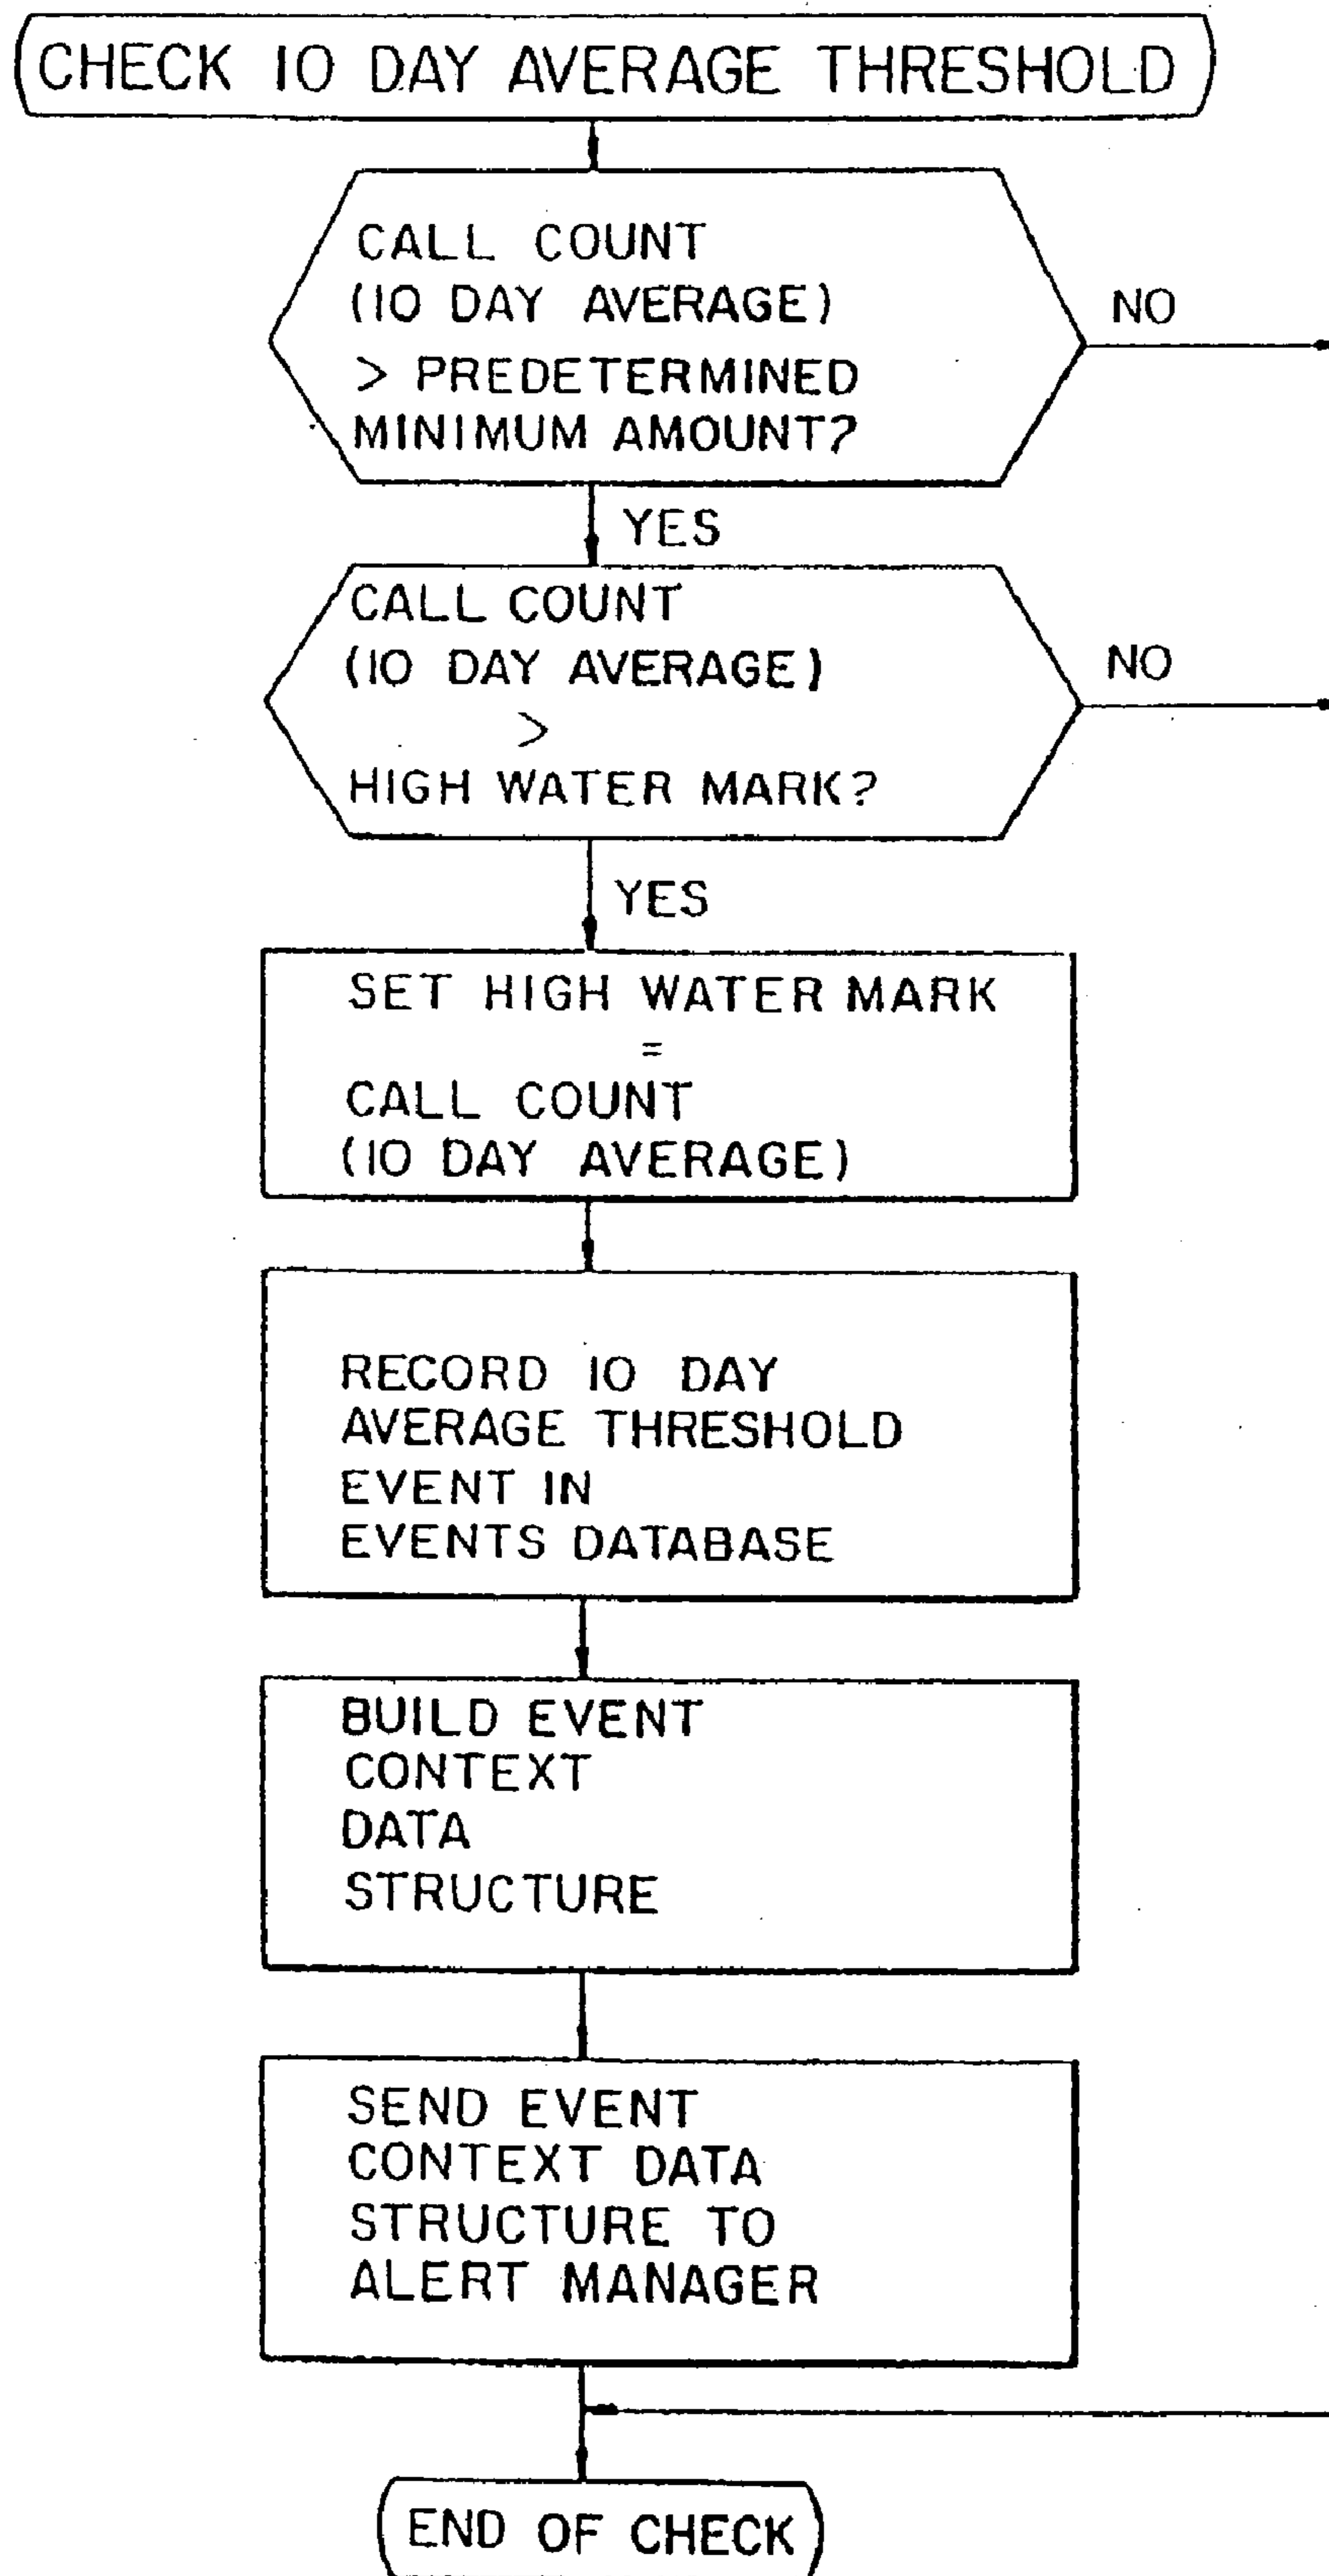 CHECK 10 DAY AVERAGE THRESHOLD
CALL COUNT
(10 DAY AVERAGE)
> PREDETERMINED
MINIMUM AMOUNT?
NO
YES
CALL COUNT
(10 DAY AVERAGE)
>
HIGH WATER MARK?
NO
YES
SET HIGH WATER MARK
=
CALL COUNT
(10 DAY AVERAGE)
RECORD 10 DAY
AVERAGE THRESHOLD
EVENT IN
EVENTS DATABASE
BUILD EVENT
CONTEXT
DATA
STRUCTURE
SEND EVENT
CONTEXT DATA
STRUCTURE TO
ALERT MANAGER
END OF CHECK